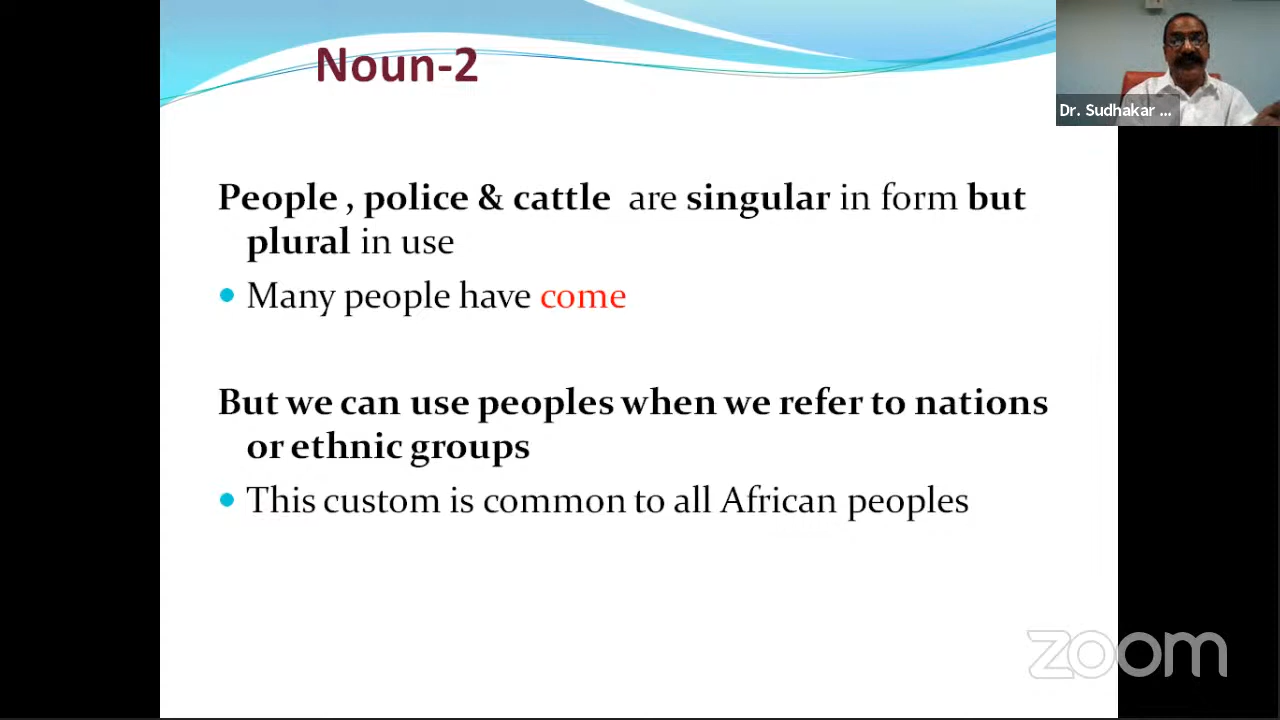 Noun-2
Dr. Sudhakar ...
People , police & cattle are singular in form but
plural in use
Many people have come
But we can use peoples when we refer to nations
or ethnic groups
This custom is common to all African peoples
zoom